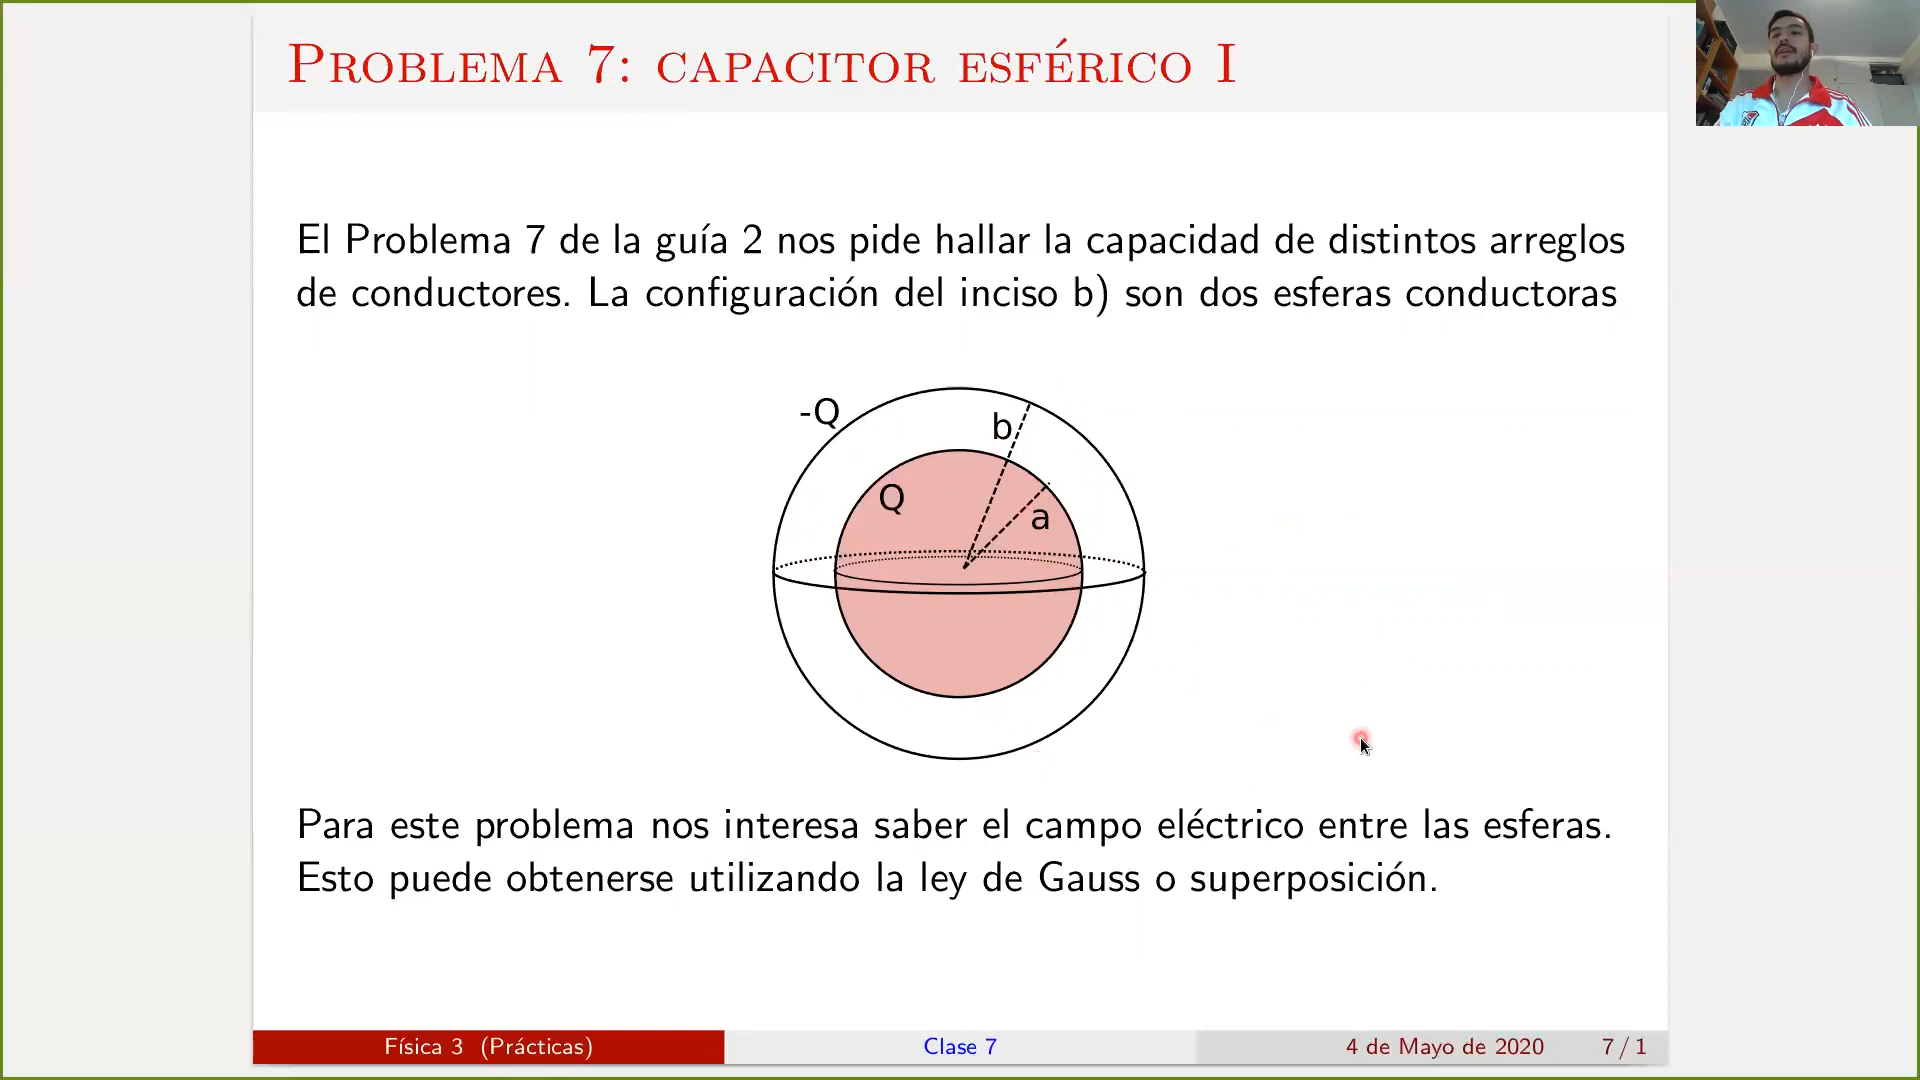 Problema 7: capacitor esférico I
El Problema 7 de la guía 2 nos pide hallar la capacidad de distintos arreglos
de conductores. La configuración del inciso b) son dos esferas conductoras
-Q
b
Q
a
Para este problema nos interesa saber el campo eléctrico entre las esferas.
Esto puede obtenerse utilizando la ley de Gauss o superposición.
Física 3 (Prácticas) Clase 7 4 de Mayo de 2020 7 / 1